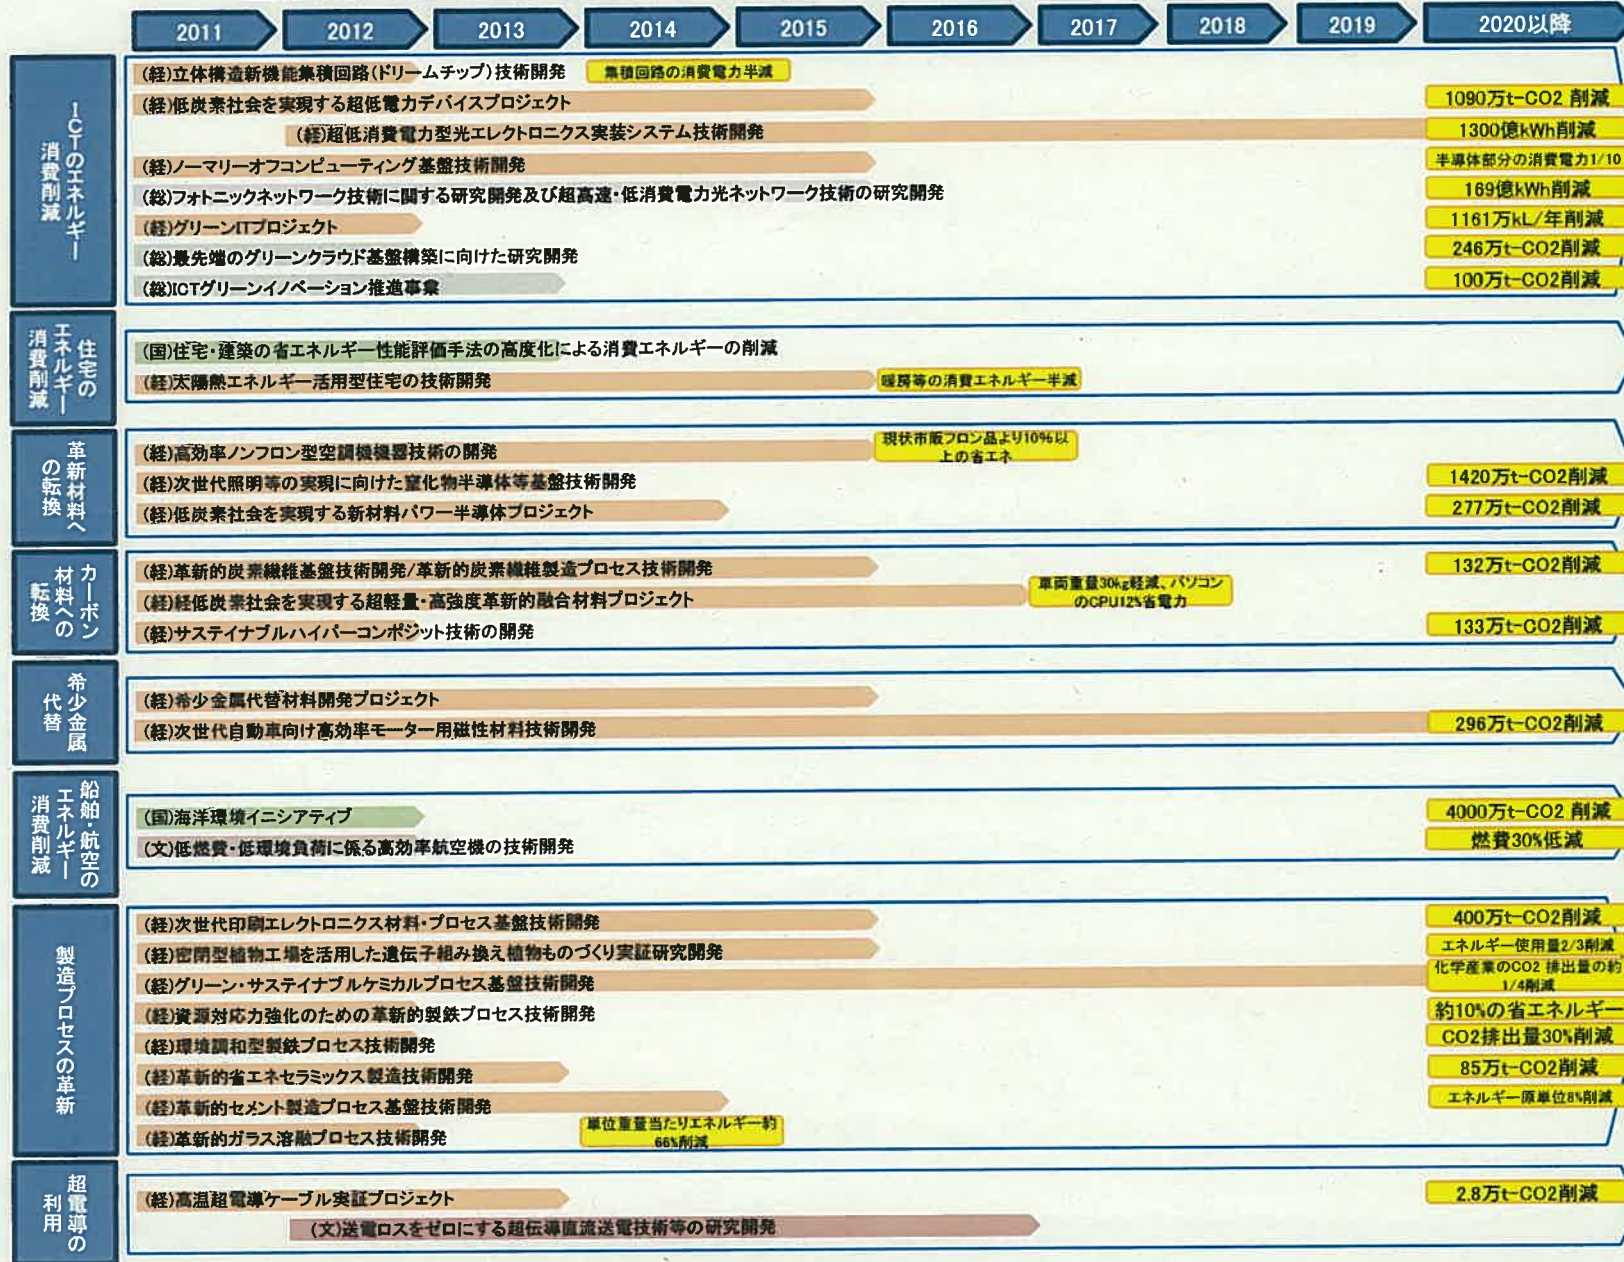 2011 2012 2013 2014 2015 2016 2017 2018 2019 2020以降
ICTのエネルギー
消費削減
(経)立体構造新機能集積回路(ドリームチップ)技術開発 集積回路の消費電力半減
(経)低炭素社会を実現する超低電力デバイスプロジェクト 1090万t-CO2 削減
(経)超低消費電力型光エレクトロニクス実装システム技術開発 1300億kWh削減
(経)ノーマリーオフコンピューティング基盤技術開発 半導体部分の消費電力1/10
(総)フォトニックネットワーク技術に関する研究開発及び超高速・低消費電力光ネットワーク技術の研究開発 169億kWh削減
(経)グリーンITプロジェクト 1161万kL/年削減
(総)最先端のグリーンクラウド基盤構築に向けた研究開発 246万t-CO2削減
(総)ICTグリーンイノベーション推進事業 100万t-CO2削減
住宅の
エネルギー
消費削減
(国)住宅・建築の省エネルギー性能評価手法の高度化による消費エネルギーの削減
(経)太陽熱エネルギー活用型住宅の技術開発 暖房等の消費エネルギー半減
革新材料へ
の転換
(経)高効率ノンフロン型空調機機器技術の開発 現状市販フロン品より10%以
上の省エネ
(経)次世代照明等の実現に向けた窒化物半導体等基盤技術開発 1420万t-CO2削減
(経)低炭素社会を実現する新材料パワー半導体プロジェクト 277万t-CO2削減
カーボン
材料への
転換
(経)革新的炭素繊維基盤技術開発/革新的炭素繊維製造プロセス技術開発 132万t-CO2削減
(経)経低炭素社会を実現する超軽量・高強度革新的融合材料プロジェクト 車両重量30kg軽減、パソコン
のCPU12%省電力
(経)サステイナブルハイパーコンポジット技術の開発 133万t-CO2削減
希少金属
代替
(経)希少金属代替材料開発プロジェクト
(経)次世代自動車向け高効率モーター用磁性材料技術開発 296万t-CO2削減
船舶・航空の
エネルギー
消費削減
(国)海洋環境イニシアティブ 4000万t-CO2 削減
(文)低燃費・低環境負荷に係る高効率航空機の技術開発 燃費30%低減
製造プロセスの革新
(経)次世代印刷エレクトロニクス材料・プロセス基盤技術開発 400万t-CO2削減
(経)密閉型植物工場を活用した遺伝子組み換え植物ものづくり実証研究開発 エネルギー使用量2/3削減
(経)グリーン・サステイナブルケミカルプロセス基盤技術開発 化学産業のCO2 排出量の約
1/4削減
(経)資源対応力強化のための革新的製鉄プロセス技術開発 約10%の省エネルギー
(経)環境調和型製鉄プロセス技術開発 CO2排出量30%削減
(経)革新的省エネセラミックス製造技術開発 85万t-CO2削減
(経)革新的セメント製造プロセス基盤技術開発 エネルギー原単位8%削減
(経)革新的ガラス溶融プロセス技術開発 単位重量当たりエネルギー約
66%削減
超電導の
利用
(経)高温超電導ケーブル実証プロジェクト 2.8万t-CO2削減
(文)送電ロスをゼロにする超伝導直流送電技術等の研究開発